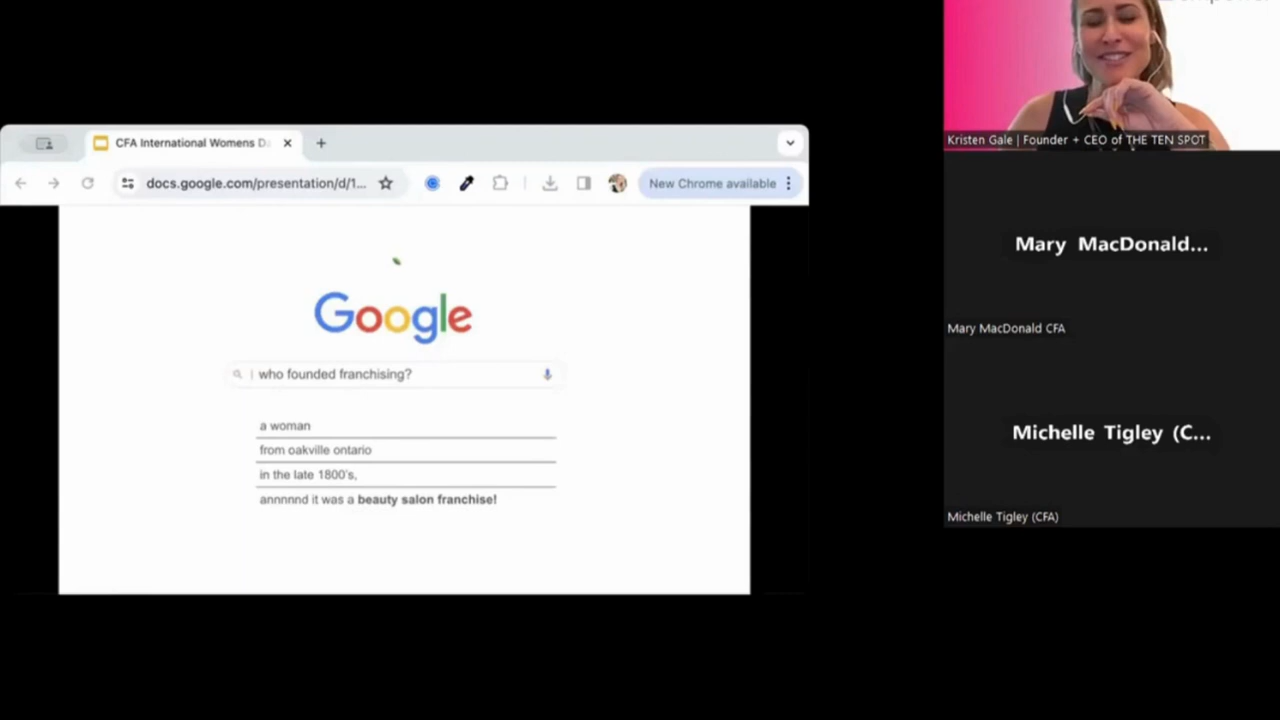 CFA International Womens Da
docs.google.com/presentation/d/1...
New Chrome available
Google
who founded franchising?
a woman
from oakville ontario
in the late 1800's,
annnnnd it was a beauty salon franchise!
Kristen Gale | Founder + CEO of THE TEN SPOT
Mary MacDonald...
Mary MacDonald CFA
Michelle Tigley (C...
Michelle Tigley (CFA)